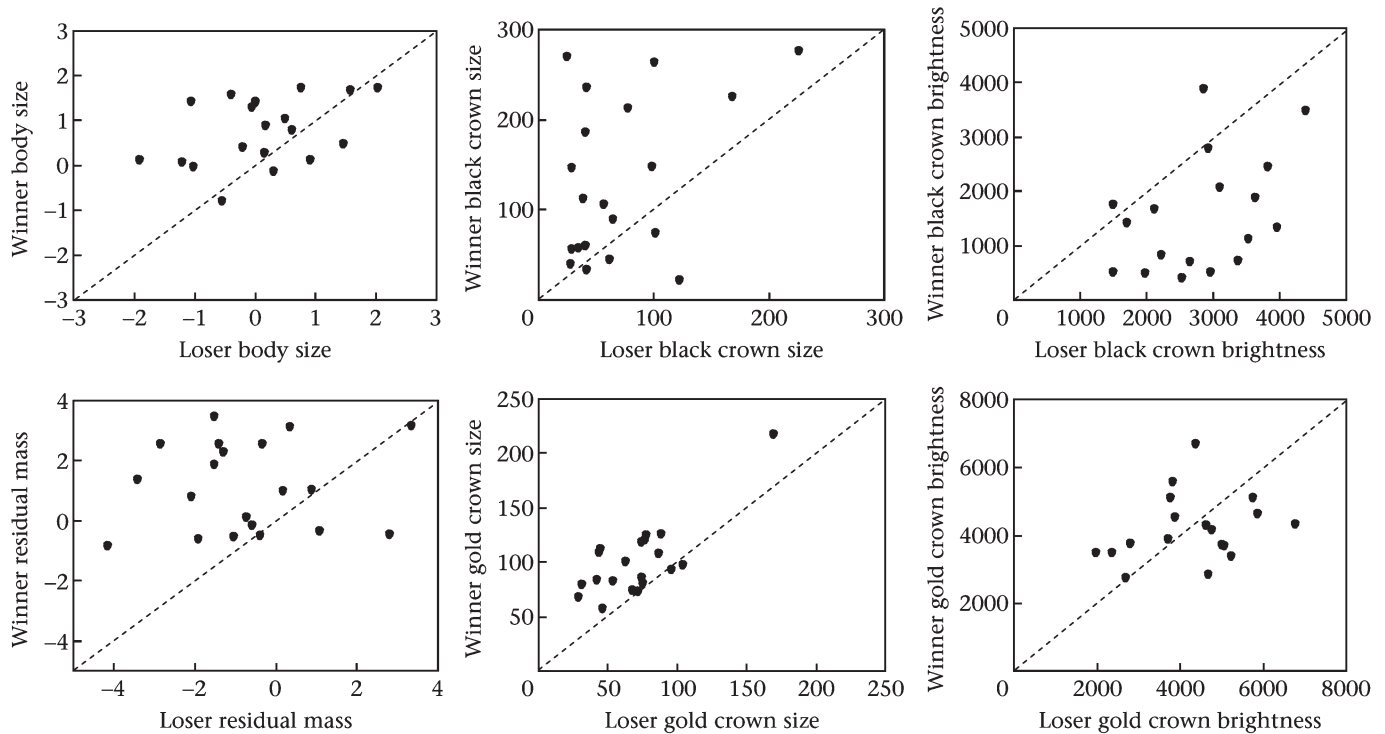 3
2
1
0
−1
−2
−3
Winner body size
−3 −2 −1 0 1 2 3
Loser body size
300
200
100
Winner black crown size
0 100 200 300
Loser black crown size
5000
4000
3000
2000
1000
Winner black crown brightness
0 1000 2000 3000 4000 5000
Loser black crown brightness
4
2
0
−2
−4
Winner residual mass
−4 −2 0 2 4
Loser residual mass
250
200
150
100
50
Winner gold crown size
0 50 100 150 200 250
Loser gold crown size
8000
6000
4000
2000
Winner gold crown brightness
0 2000 4000 6000 8000
Loser gold crown brightness